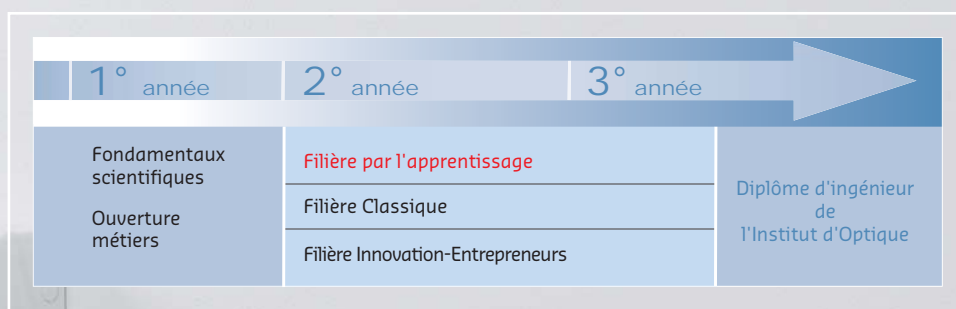 1° année
2° année
3° année
Fondamentaux
scientifiques
Ouverture
métiers
Filière par l'apprentissage
Filière Classique
Filière Innovation-Entrepreneurs
Diplôme d'ingénieur
de
l'Institut d'Optique